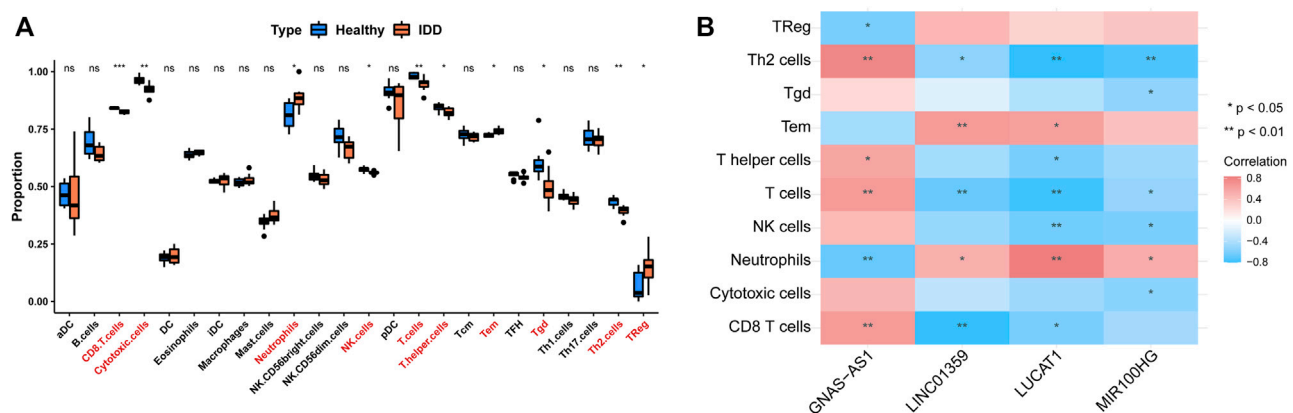 A
Type Healthy IDD
ns ns *** ** ns ns ns ns * ns ns * ns ** * ns * ns * ns ns ** *
Proportion
1.00
0.75
0.50
0.25
0.00
aDC
B.cells
CD8.T.cells
Cytotoxic.cells
DC
Eosinophils
iDC
Macrophages
Mast.cells
Neutrophils
NK.CD56bright.cells
NK.CD56dim.cells
NK.cells
pDC
T.cells
T.helper.cells
Tcm
Tem
TFH
Tgd
Th1.cells
Th17.cells
Th2.cells
TReg
B
TReg *
Th2 cells ** * ** **
Tgd *
Tem ** *
T helper cells * *
T cells ** ** ** *
NK cells ** *
Neutrophils ** * ** *
Cytotoxic cells *
CD8 T cells ** ** *
GNAS−AS1
LINC01359
LUCAT1
MIR100HG
* p < 0.05
** p < 0.01
Correlation
0.8
0.4
0.0
−0.4
−0.8